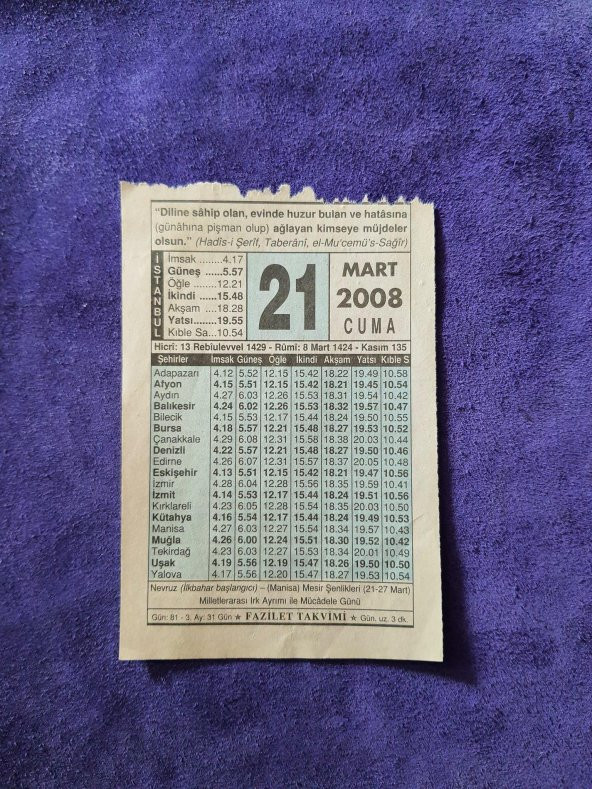 “Diline sâhip olan, evinde huzur bulan ve hatâsına
(günâhına pişman olup) ağlayan kimseye müjdeler
olsun.” (Hadîs-i Şerîf, Taberânî, el-Mu‘cemü’s-Sağîr)
İSTANBUL
İmsak ........4.17
Güneş ......5.57
Öğle ........12.21
İkindi ......15.48
Akşam ....18.28
Yatsı.......19.55
Kıble Sa...10.54
21
MART
2008
CUMA
Hicrî: 13 Rebîulevvel 1429 - Rûmî: 8 Mart 1424 - Kasım 135
Şehirler İmsak Güneş Öğle İkindi Akşam Yatsı Kıble S
Adapazarı 4.12 5.52 12.15 15.42 18.22 19.49 10.58
Afyon 4.15 5.51 12.15 15.42 18.21 19.45 10.54
Aydın 4.27 6.03 12.26 15.53 18.31 19.54 10.42
Balıkesir 4.24 6.02 12.26 15.53 18.32 19.57 10.47
Bilecik 4.15 5.53 12.17 15.44 18.24 19.50 10.55
Bursa 4.18 5.57 12.21 15.48 18.27 19.53 10.52
Çanakkale 4.29 6.08 12.31 15.58 18.38 20.03 10.44
Denizli 4.22 5.57 12.21 15.48 18.27 19.50 10.46
Edirne 4.26 6.07 12.31 15.57 18.37 20.05 10.48
Eskişehir 4.13 5.51 12.15 15.42 18.21 19.47 10.56
İzmir 4.28 6.04 12.28 15.56 18.35 19.59 10.41
İzmit 4.14 5.53 12.17 15.44 18.24 19.51 10.56
Kırklareli 4.23 6.05 12.28 15.54 18.35 20.03 10.50
Kütahya 4.16 5.54 12.17 15.44 18.24 19.49 10.53
Manisa 4.27 6.03 12.27 15.54 18.34 19.57 10.43
Muğla 4.26 6.00 12.24 15.51 18.30 19.52 10.42
Tekirdağ 4.23 6.03 12.27 15.53 18.34 20.01 10.49
Uşak 4.19 5.56 12.19 15.47 18.26 19.50 10.50
Yalova 4.17 5.56 12.20 15.47 18.27 19.53 10.54
Nevruz (İlkbahar başlangıcı) – (Manisa) Mesir Şenlikleri (21-27 Mart)
Milletlerarası Irk Ayrımı ile Mücâdele Günü
Gün: 81 - 3. Ay: 31 Gün ★ FAZİLET TAKVİMİ ★ Gün. uz. 3 dk.